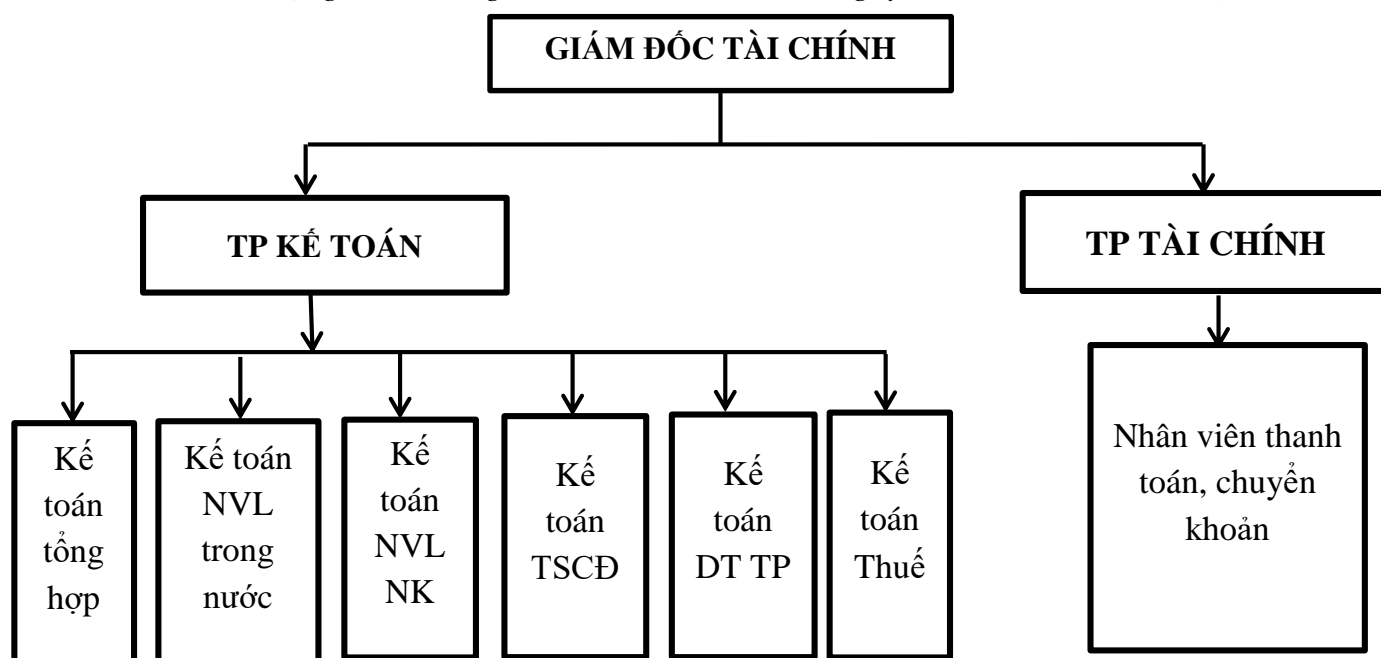 GIÁM ĐỐC TÀI CHÍNH
TP KẾ TOÁN
TP TÀI CHÍNH
Kế
toán
tổng
hợp
Kế toán
NVL
trong
nước
Kế
toán
NVL
NK
Kế
toán
TSCĐ
Kế
toán
DT TP
Kế
toán
Thuế
Nhân viên thanh
toán, chuyển
khoản